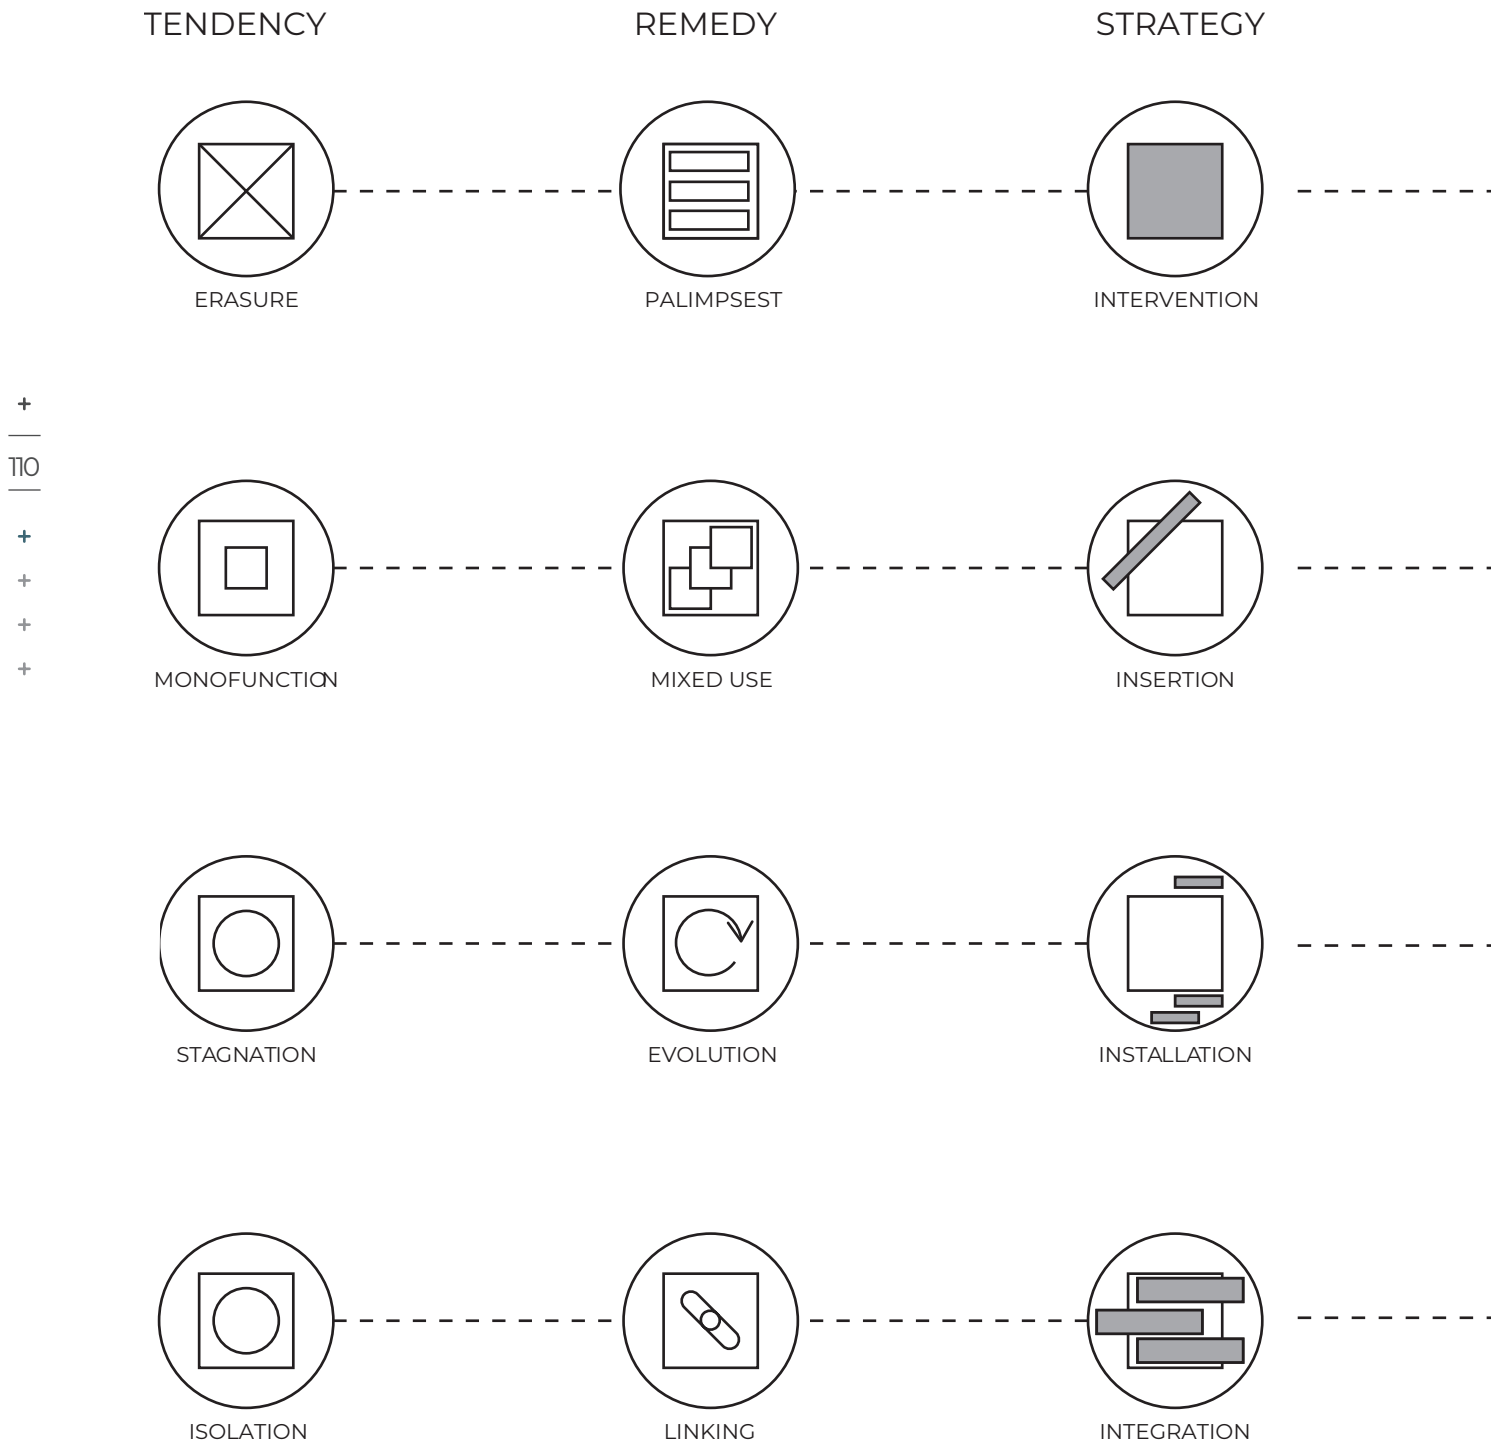 TENDENCY REMEDY STRATEGY
ERASURE PALIMPSEST INTERVENTION
+
110
+
+
+
+
MONOFUNCTION MIXED USE INSERTION
STAGNATION EVOLUTION INSTALLATION
ISOLATION LINKING INTEGRATION